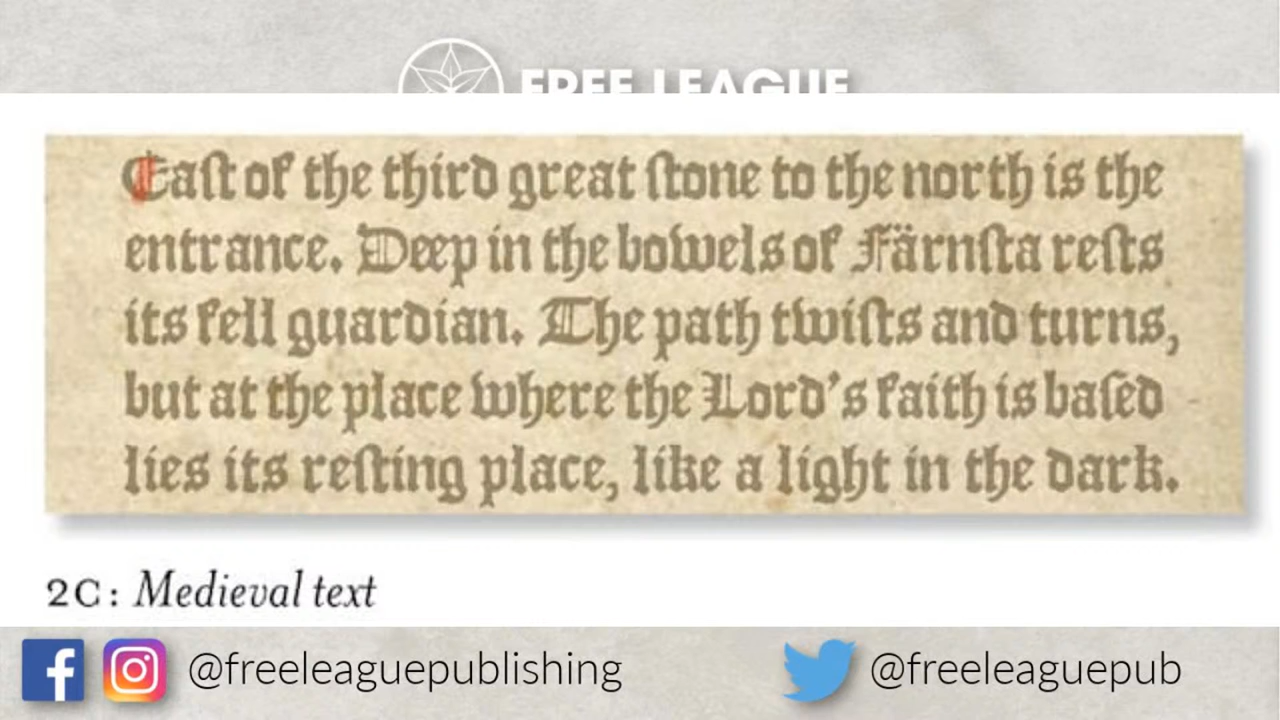 FREE LEAGUE
Eaſt of the third great ſtone to the north is the
entrance. Deep in the bowels of Färnſta reſts
its fell guardian. The path twiſts and turns,
but at the place where the Lord’s faith is baſed
lies its reſting place, like a light in the dark.
2C: Medieval text
@freeleaguepublishing
@freeleaguepub